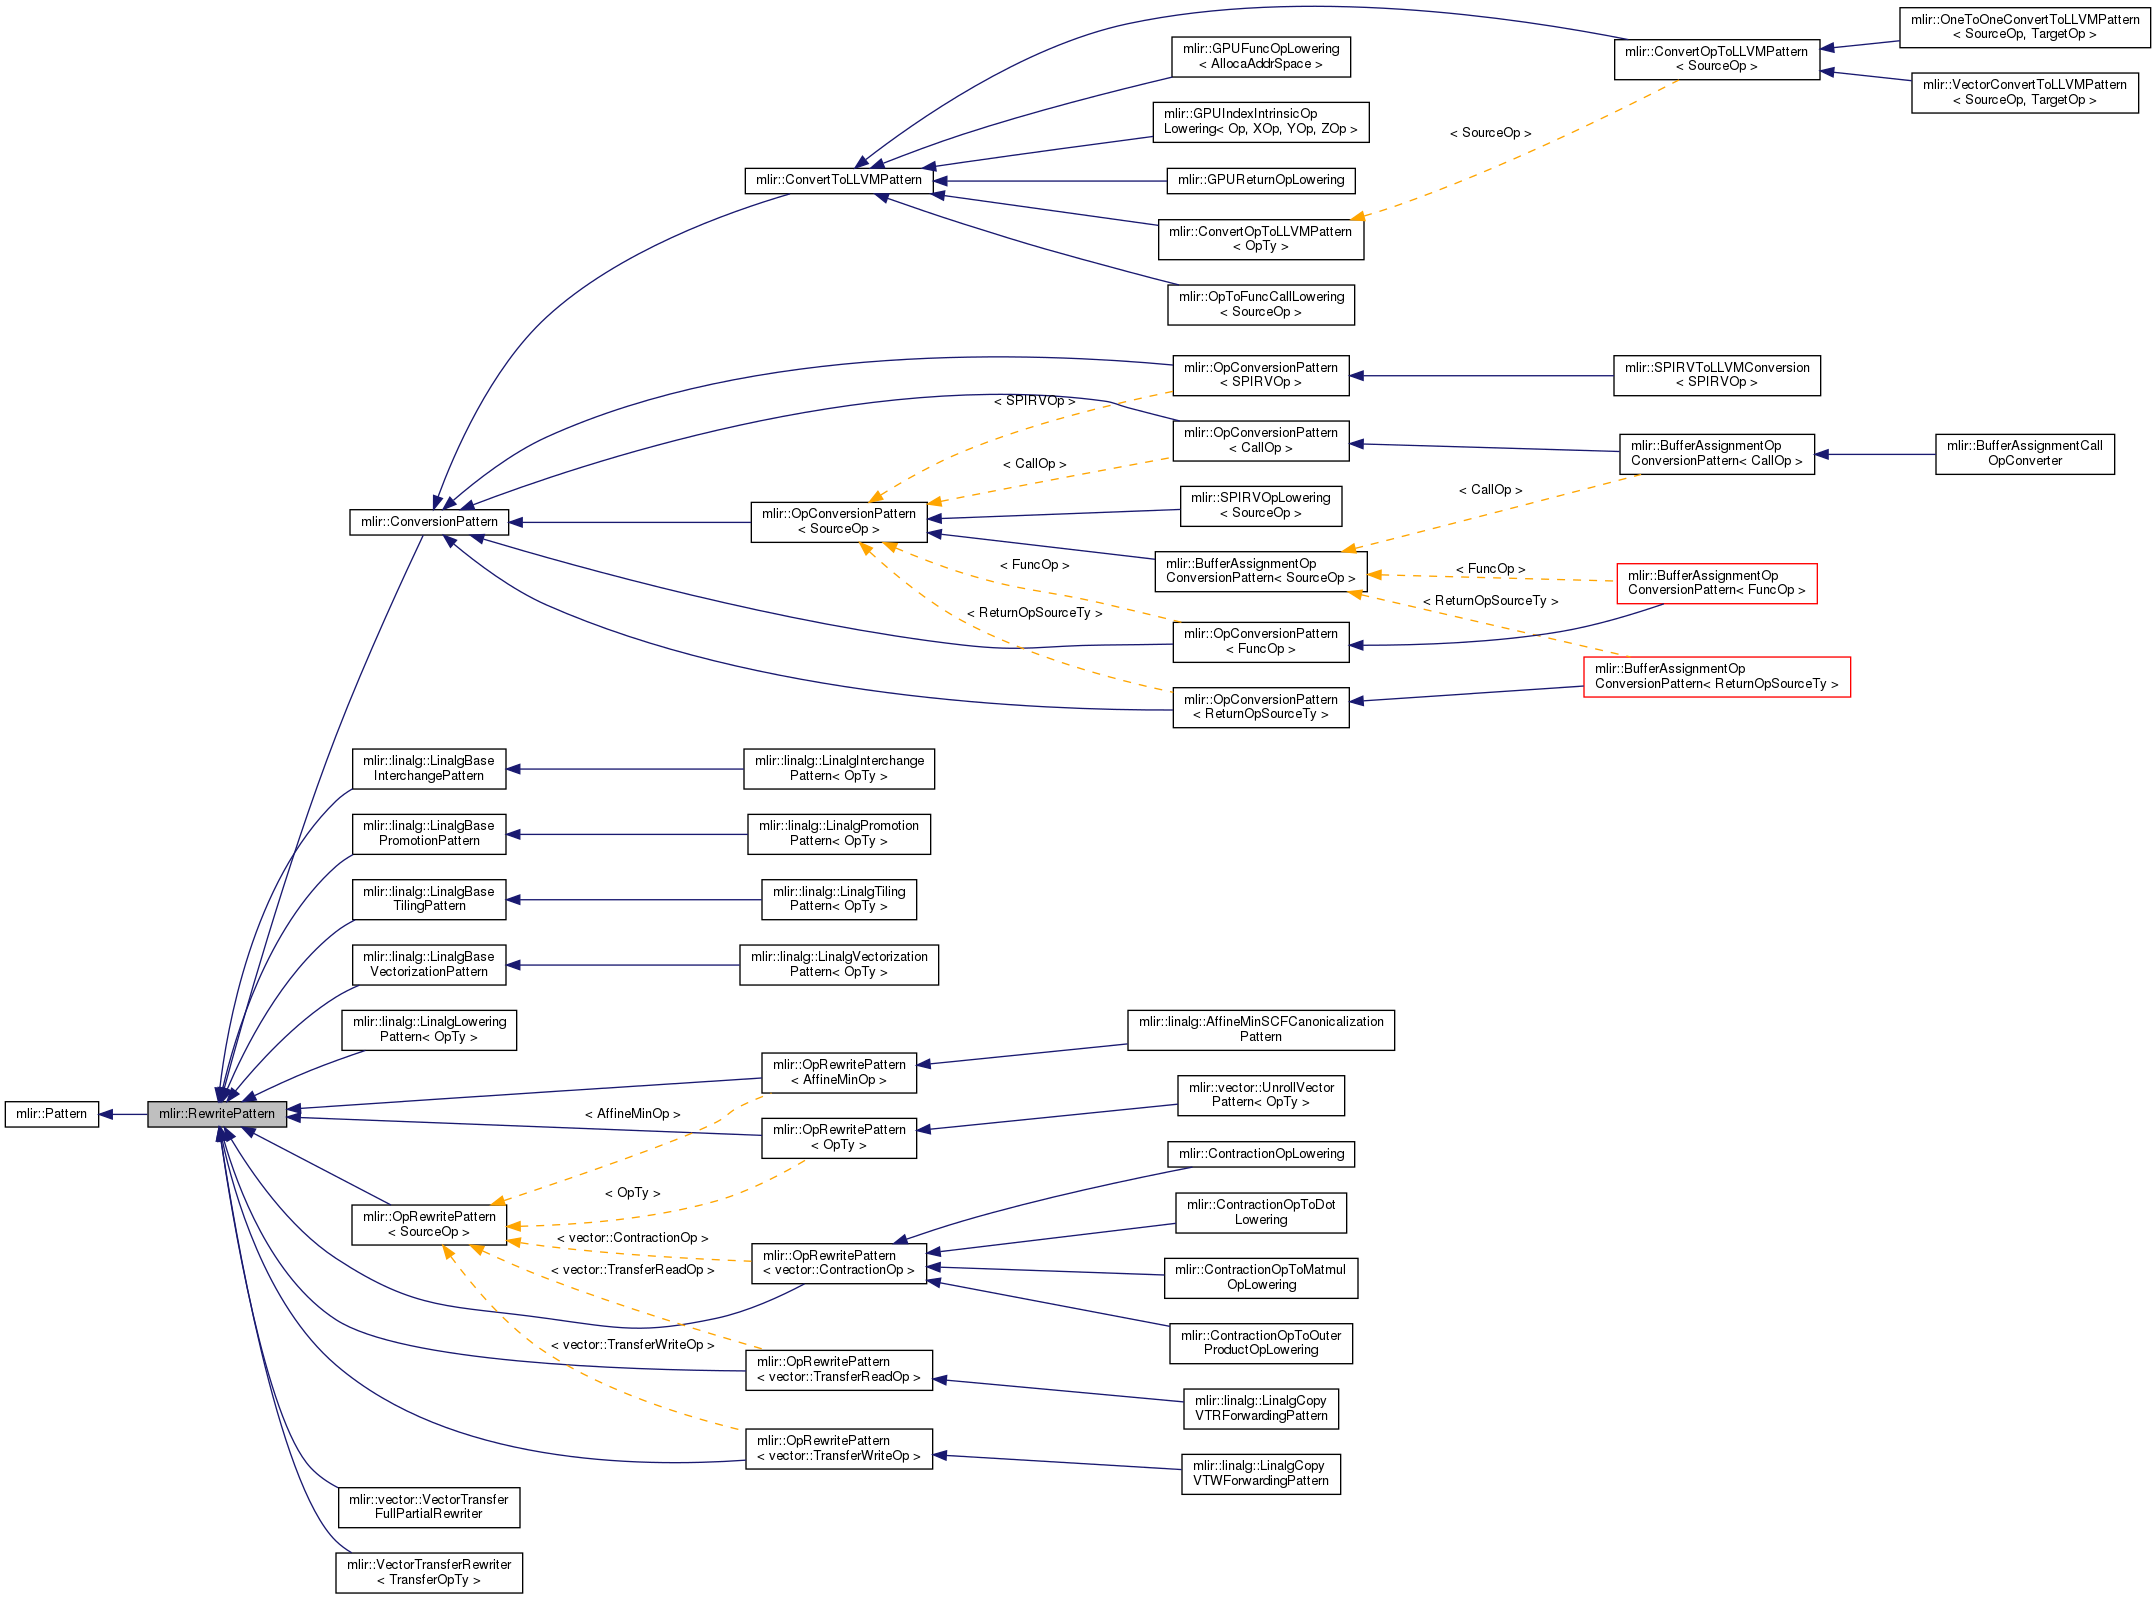 mlir::Pattern
mlir::RewritePattern
mlir::ConversionPattern
mlir::linalg::LinalgBase
InterchangePattern
mlir::linalg::LinalgBase
PromotionPattern
mlir::linalg::LinalgBase
TilingPattern
mlir::linalg::LinalgBase
VectorizationPattern
mlir::linalg::LinalgLowering
Pattern< OpTy >
mlir::OpRewritePattern
< SourceOp >
mlir::vector::VectorTransfer
FullPartialRewriter
mlir::VectorTransferRewriter
< TransferOpTy >
< AffineMinOp >
< OpTy >
< vector::ContractionOp >
< vector::TransferReadOp >
< vector::TransferWriteOp >
mlir::ConvertToLLVMPattern
mlir::OpConversionPattern
< SourceOp >
mlir::linalg::LinalgInterchange
Pattern< OpTy >
mlir::linalg::LinalgPromotion
Pattern< OpTy >
mlir::linalg::LinalgTiling
Pattern< OpTy >
mlir::linalg::LinalgVectorization
Pattern< OpTy >
mlir::OpRewritePattern
< AffineMinOp >
mlir::OpRewritePattern
< OpTy >
mlir::OpRewritePattern
< vector::ContractionOp >
mlir::OpRewritePattern
< vector::TransferReadOp >
mlir::OpRewritePattern
< vector::TransferWriteOp >
< SPIRVOp >
< CallOp >
< FuncOp >
< ReturnOpSourceTy >
mlir::GPUFuncOpLowering
< AllocaAddrSpace >
mlir::GPUIndexIntrinsicOp
Lowering< Op, XOp, YOp, ZOp >
mlir::GPUReturnOpLowering
mlir::ConvertOpToLLVMPattern
< OpTy >
mlir::OpToFuncCallLowering
< SourceOp >
mlir::OpConversionPattern
< SPIRVOp >
mlir::OpConversionPattern
< CallOp >
mlir::SPIRVOpLowering
< SourceOp >
mlir::BufferAssignmentOp
ConversionPattern< SourceOp >
mlir::OpConversionPattern
< FuncOp >
mlir::OpConversionPattern
< ReturnOpSourceTy >
mlir::linalg::AffineMinSCFCanonicalization
Pattern
mlir::vector::UnrollVector
Pattern< OpTy >
mlir::ContractionOpLowering
mlir::ContractionOpToDot
Lowering
mlir::ContractionOpToMatmul
OpLowering
mlir::ContractionOpToOuter
ProductOpLowering
mlir::linalg::LinalgCopy
VTRForwardingPattern
mlir::linalg::LinalgCopy
VTWForwardingPattern
< SourceOp >
< CallOp >
< FuncOp >
< ReturnOpSourceTy >
mlir::ConvertOpToLLVMPattern
< SourceOp >
mlir::SPIRVToLLVMConversion
< SPIRVOp >
mlir::BufferAssignmentOp
ConversionPattern< CallOp >
mlir::BufferAssignmentOp
ConversionPattern< FuncOp >
mlir::BufferAssignmentOp
ConversionPattern< ReturnOpSourceTy >
mlir::OneToOneConvertToLLVMPattern
< SourceOp, TargetOp >
mlir::VectorConvertToLLVMPattern
< SourceOp, TargetOp >
mlir::BufferAssignmentCall
OpConverter